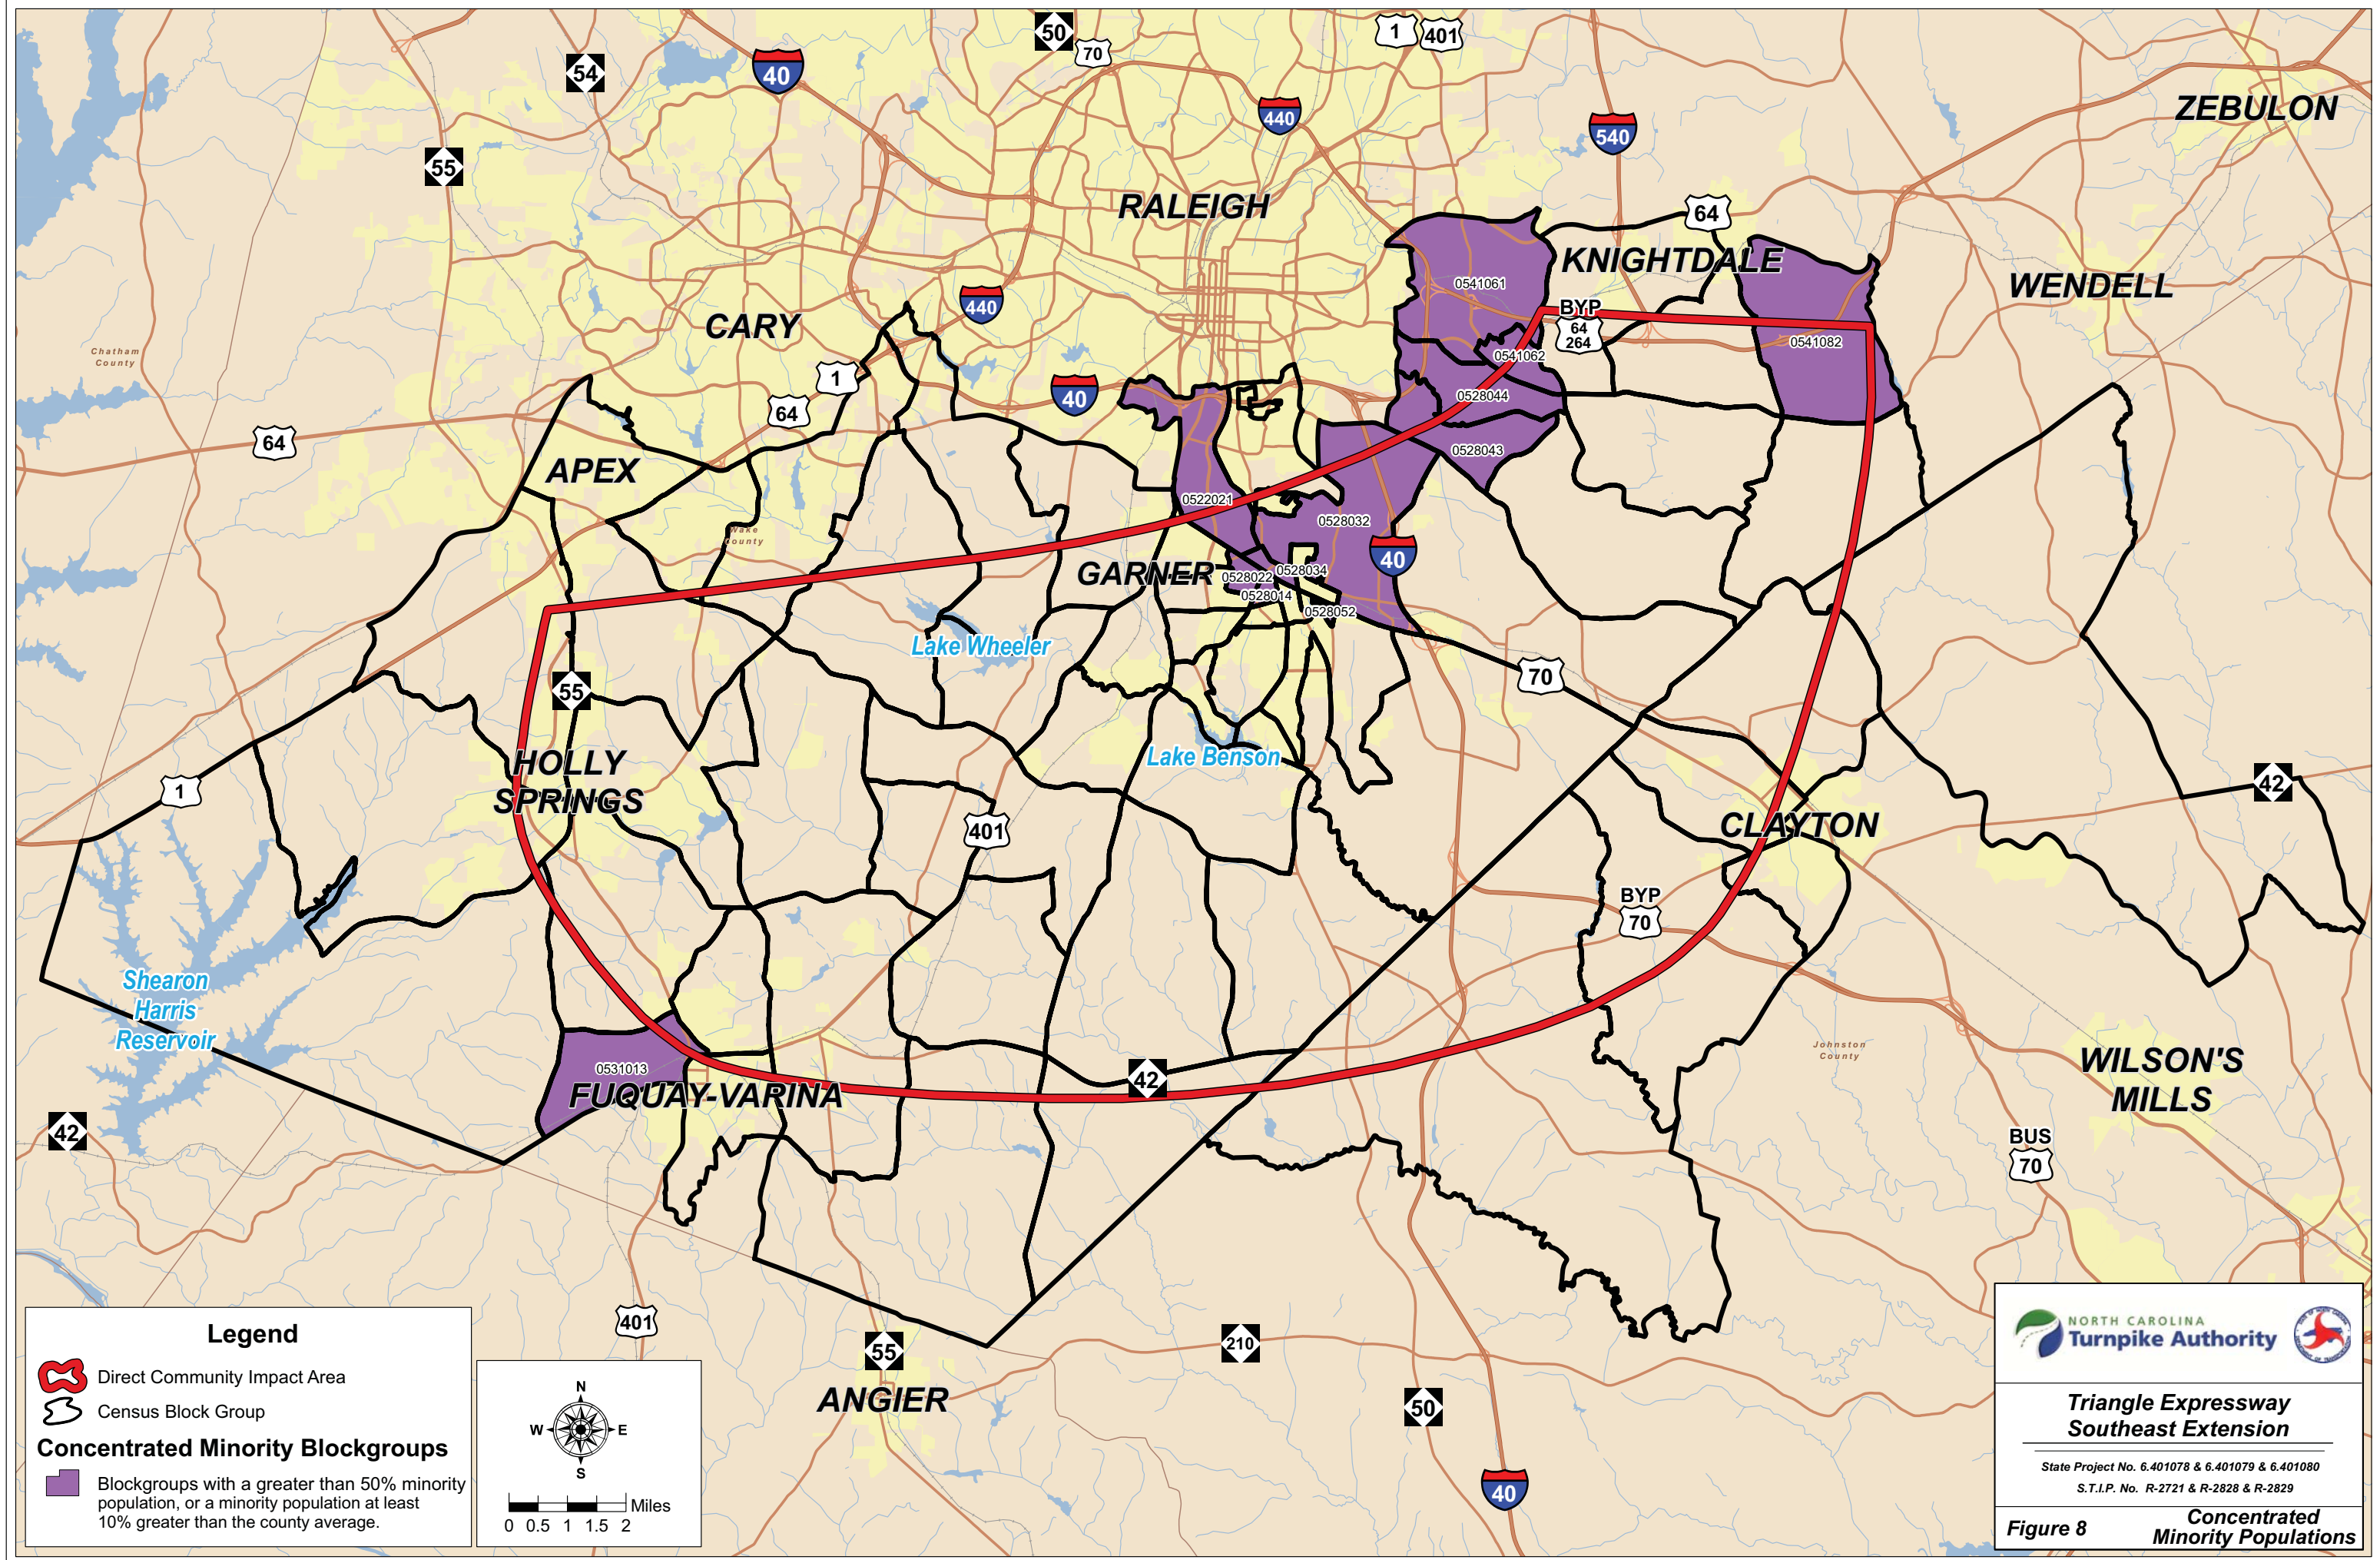 50
70
1
401
54
40
440
540
ZEBULON
55
RALEIGH
64
KNIGHTDALE
WENDELL
0541061
440
CARY
BYP
64
264
0541082
Chatham
County
1
0541062
64
40
0528044
64
APEX
0528043
0522021
0528032
Wake
County
40
GARNER
0528022
0528034
0528014
0528052
Lake Wheeler
70
55
HOLLY
SPRINGS
Lake Benson
1
42
401
CLAYTON
BYP
70
Shearon
Harris
Reservoir
Johnston
County
0531013
42
FUQUAY-VARINA
WILSON'S
MILLS
42
BUS
70
401
55
210
ANGIER
50
40
Legend
Direct Community Impact Area
Census Block Group
Concentrated Minority Blockgroups
Blockgroups with a greater than 50% minority
population, or a minority population at least
10% greater than the county average.
N
W
E
S
Miles
0 0.5 1 1.5 2
NORTH CAROLINA
Turnpike Authority
Triangle Expressway
Southeast Extension
State Project No. 6.401078 & 6.401079 & 6.401080
S.T.I.P. No. R-2721 & R-2828 & R-2829
Figure 8
Concentrated
Minority Populations